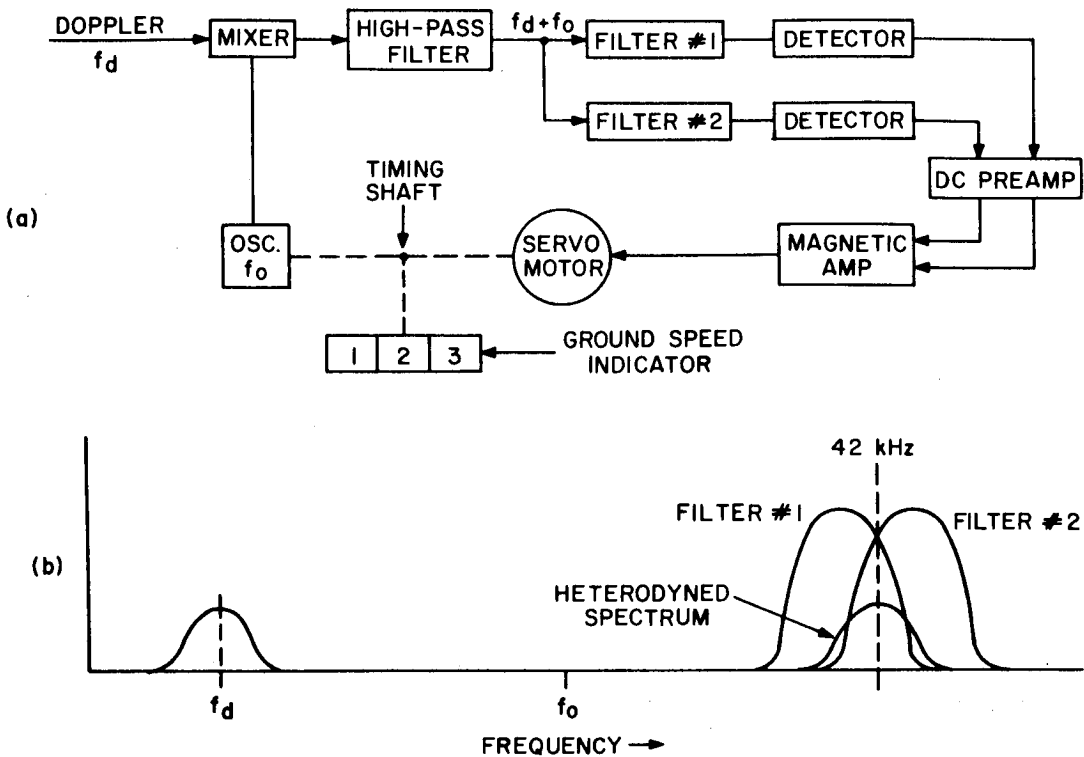 DOPPLER
fd
MIXER
HIGH-PASS
FILTER
fd+fo
FILTER #1
DETECTOR
FILTER #2
DETECTOR
TIMING
SHAFT
DC PREAMP
(a)
OSC.
fo
SERVO
MOTOR
MAGNETIC
AMP
1 2 3
GROUND SPEED
INDICATOR
42 kHz
FILTER #1
FILTER #2
(b)
HETERODYNED
SPECTRUM
fd
fo
FREQUENCY